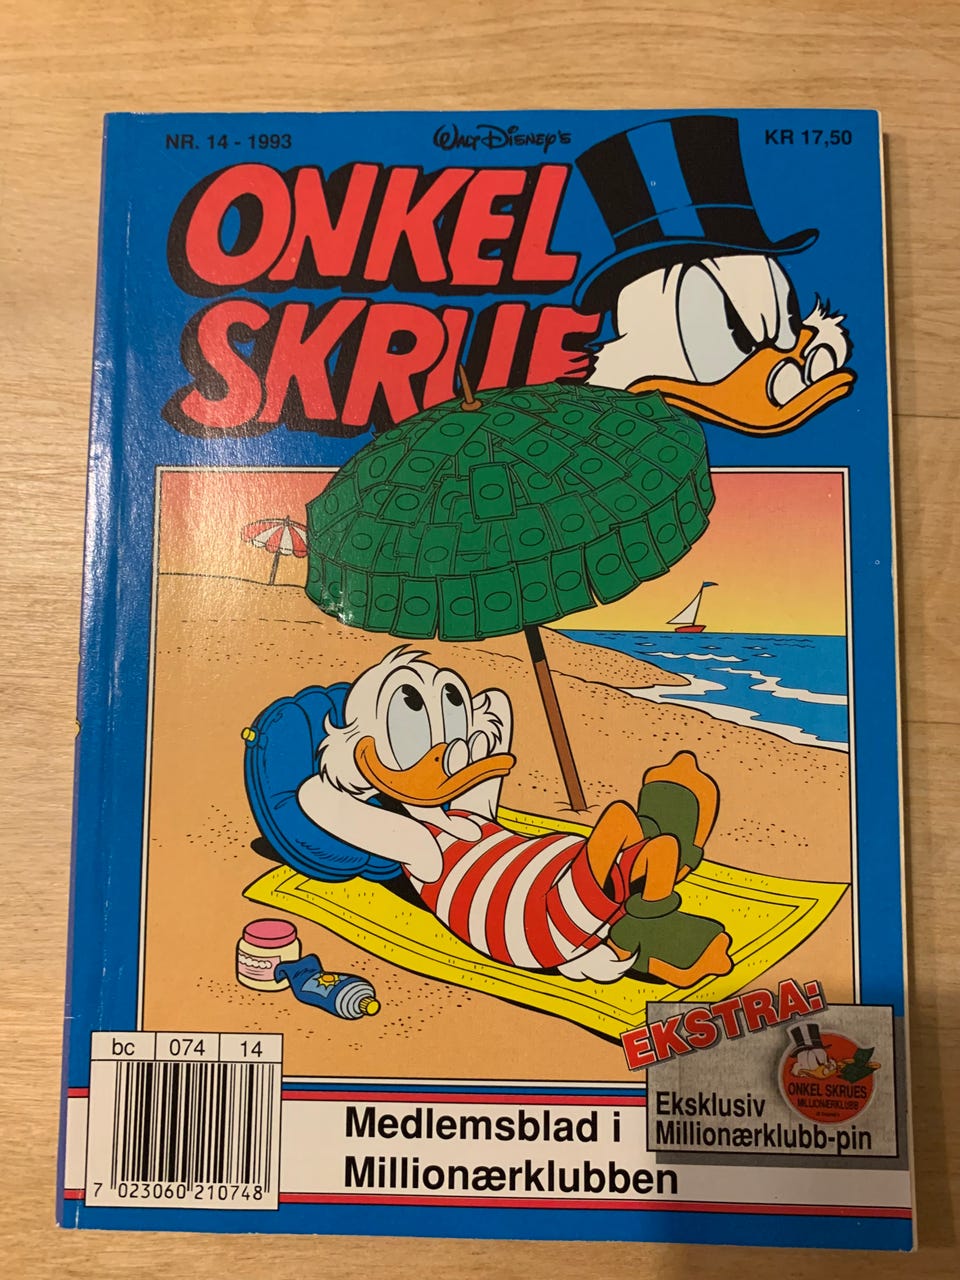 NR. 14 - 1993
WALT DISNEY'S
KR 17,50
ONKEL
SKRUE
EKSTRA:
ONKEL SKRUES
MILLIONÆRKLUBB
Eksklusiv
Millionærklubb-pin
bc 074 14
7 023060 210748
Medlemsblad i
Millionærklubben